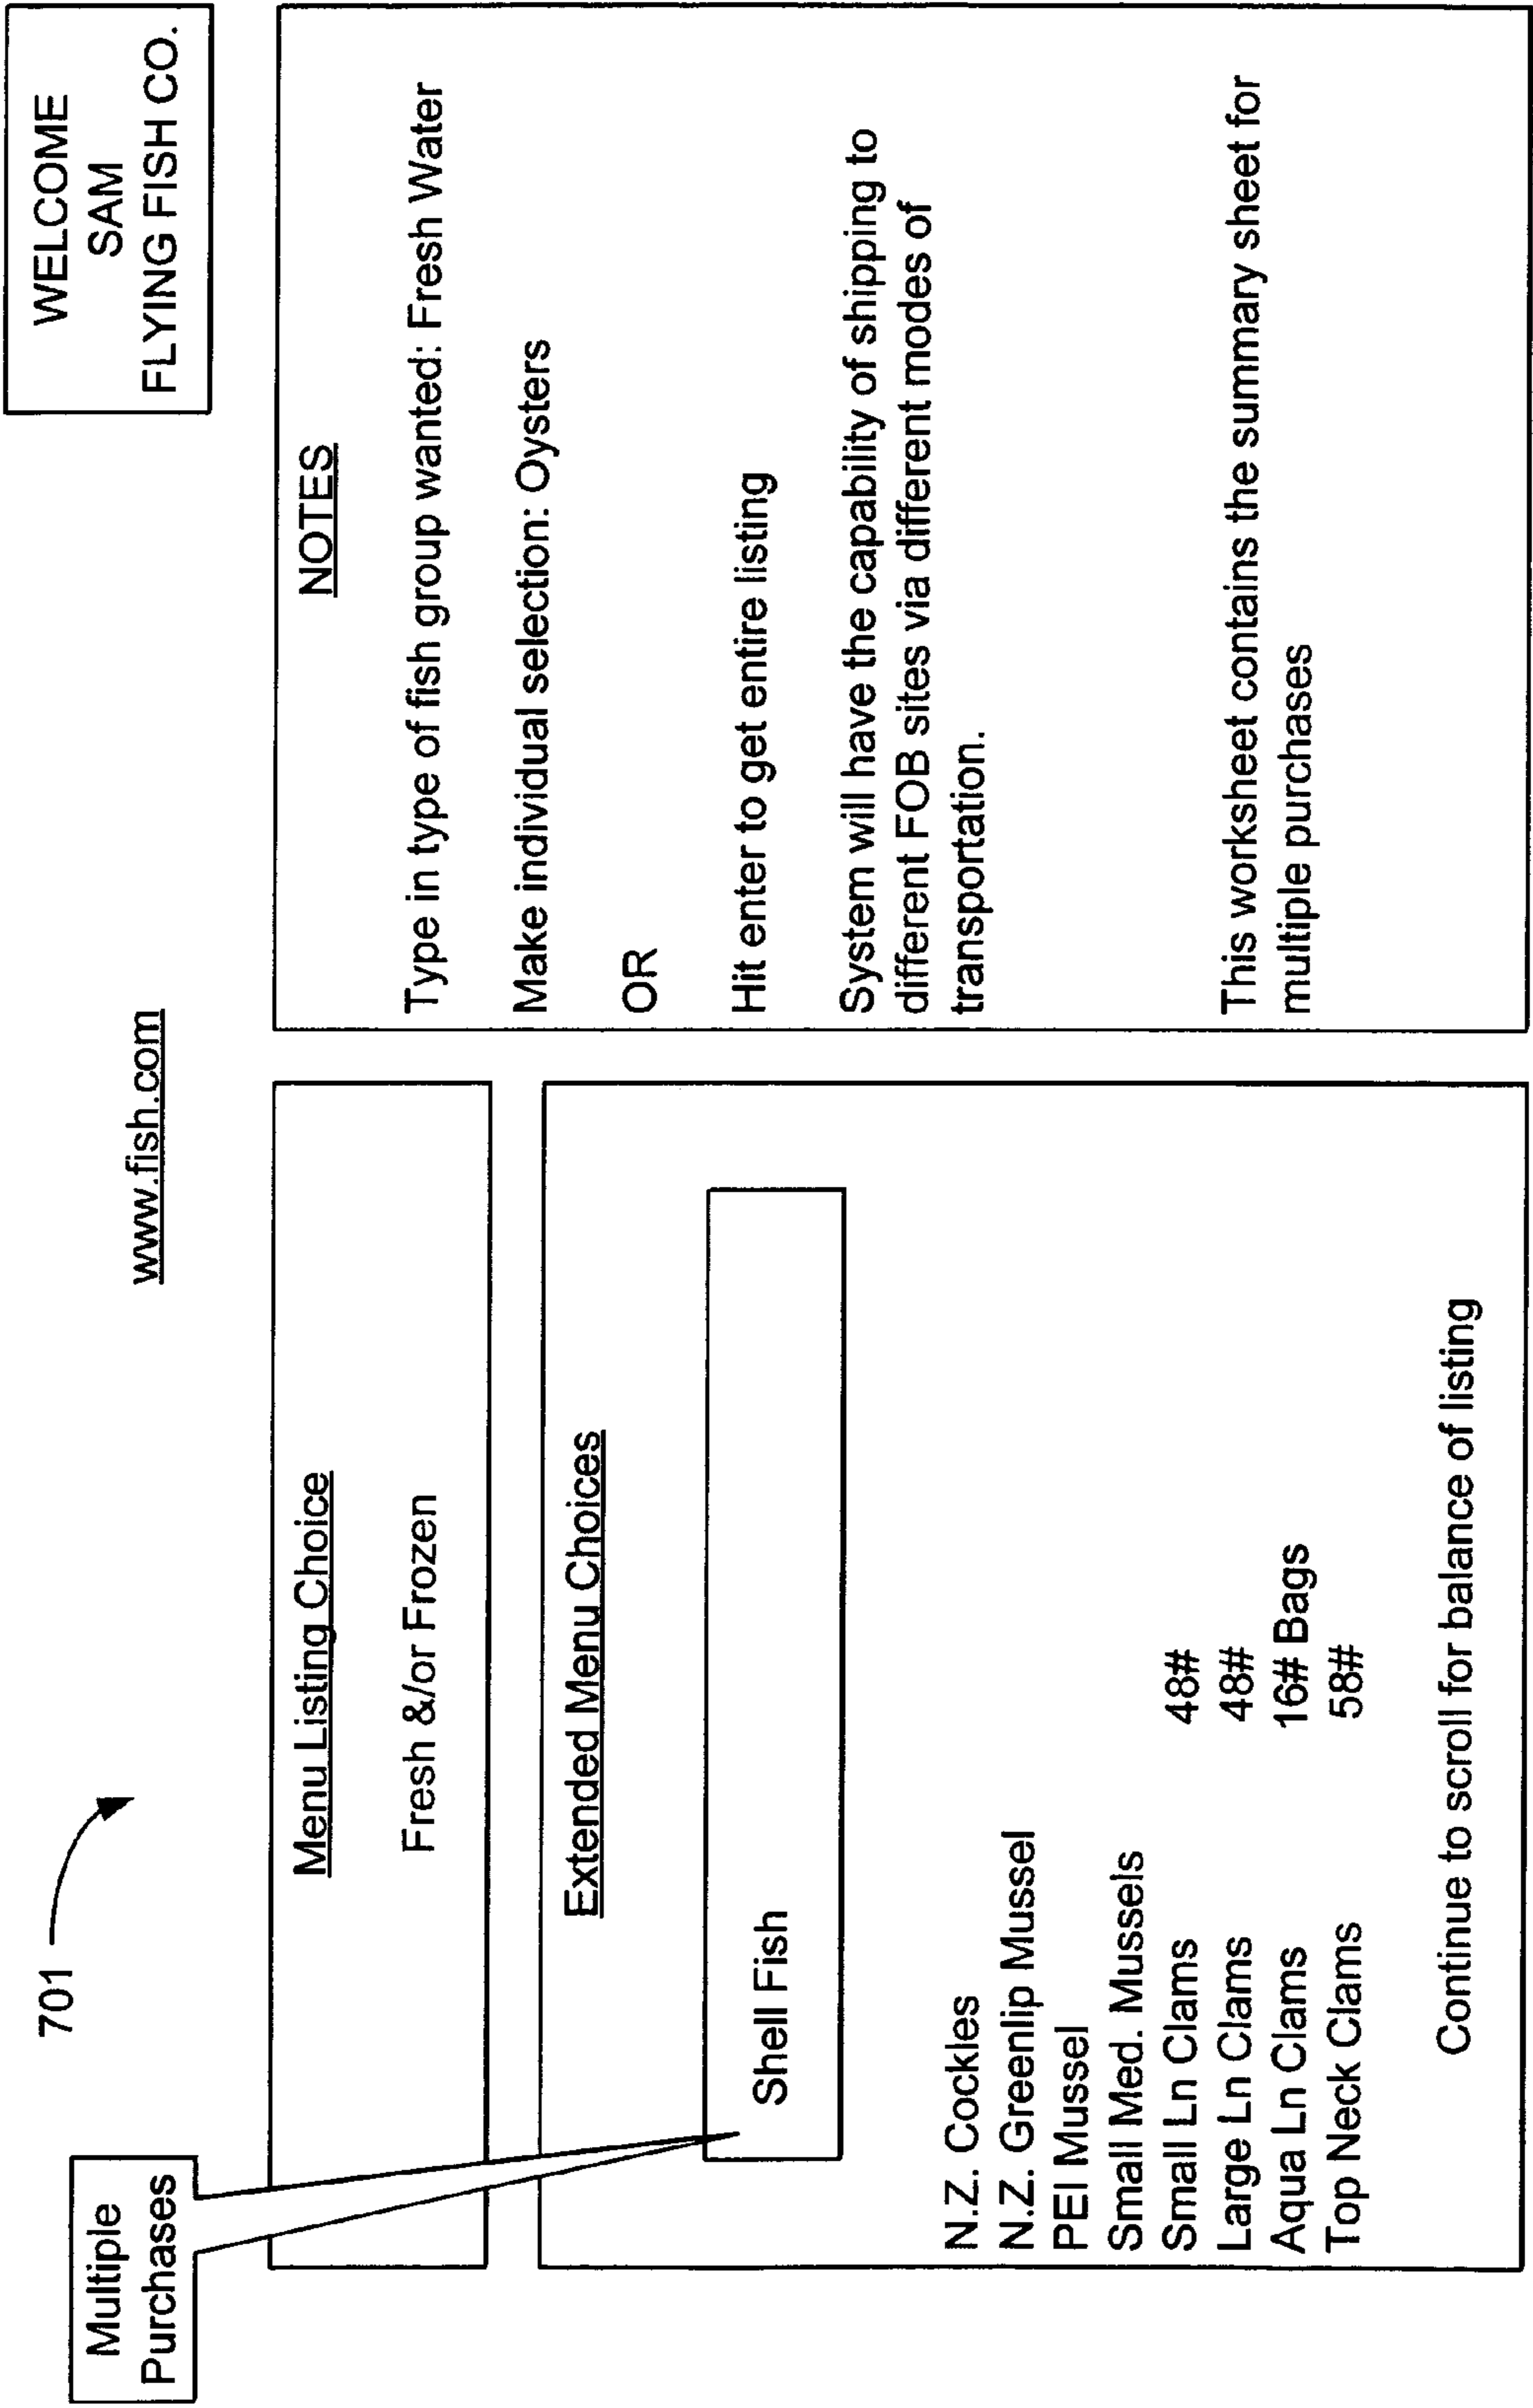 701
Multiple
Purchases
www.fish.com
WELCOME
SAM
FLYING FISH CO.
Menu Listing Choice
Fresh &/or Frozen
Extended Menu Choices
Shell Fish
N.Z. Cockles
N.Z. Greenlip Mussel
PEI Mussel
Small Med. Mussels
Small Ln Clams 48#
Large Ln Clams 48#
Aqua Ln Clams 16# Bags
Top Neck Clams 58#
Continue to scroll for balance of listing
NOTES
Type in type of fish group wanted: Fresh Water
Make individual selection: Oysters
OR
Hit enter to get entire listing
System will have the capability of shipping to
different FOB sites via different modes of
transportation.
This worksheet contains the summary sheet for
multiple purchases